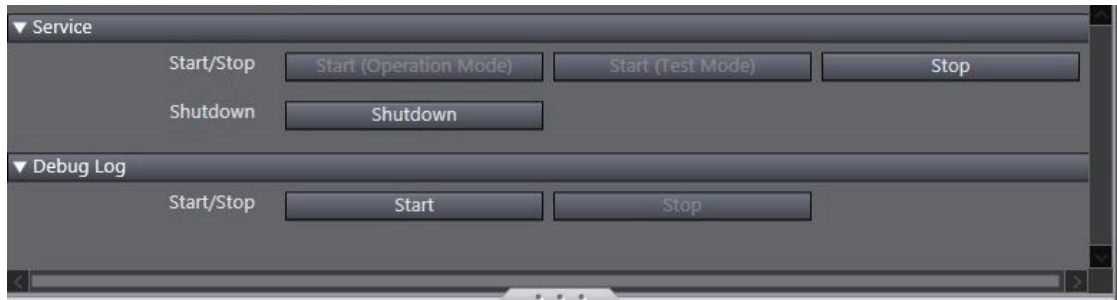 Service
Start/Stop Start (Operation Mode) Start (Test Mode) Stop
Shutdown Shutdown
Debug Log
Start/Stop Start Stop